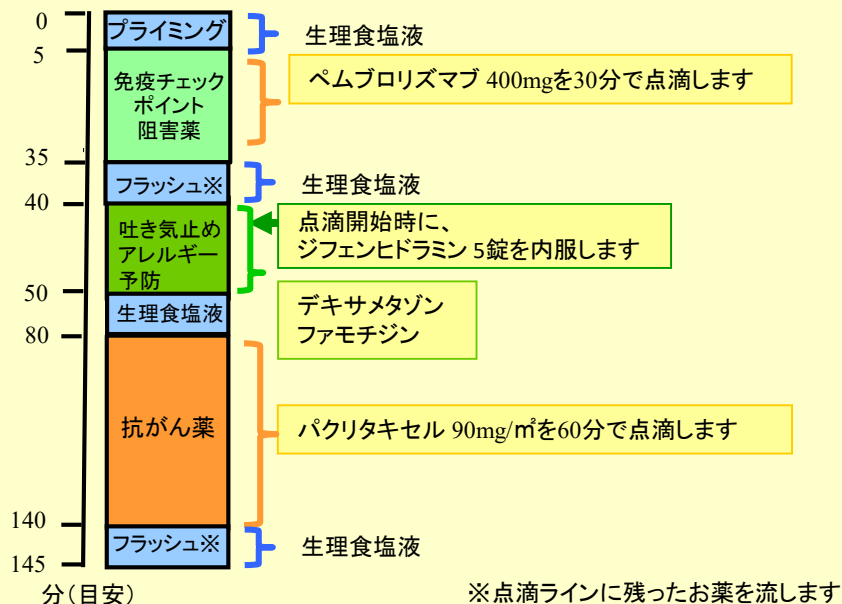 0
プライミング
生理食塩液
5
免疫チェック
ポイント
阻害薬
ペムブロリズマブ 400mgを30分で点滴します
35
フラッシュ※
生理食塩液
40
吐き気止め
アレルギー
予防
点滴開始時に、
ジフェンヒドラミン 5錠を内服します
50
生理食塩液
デキサメタゾン
ファモチジン
80
抗がん薬
パクリタキセル 90mg/㎡を60分で点滴します
140
フラッシュ※
生理食塩液
145
分(目安)
※点滴ラインに残ったお薬を流します